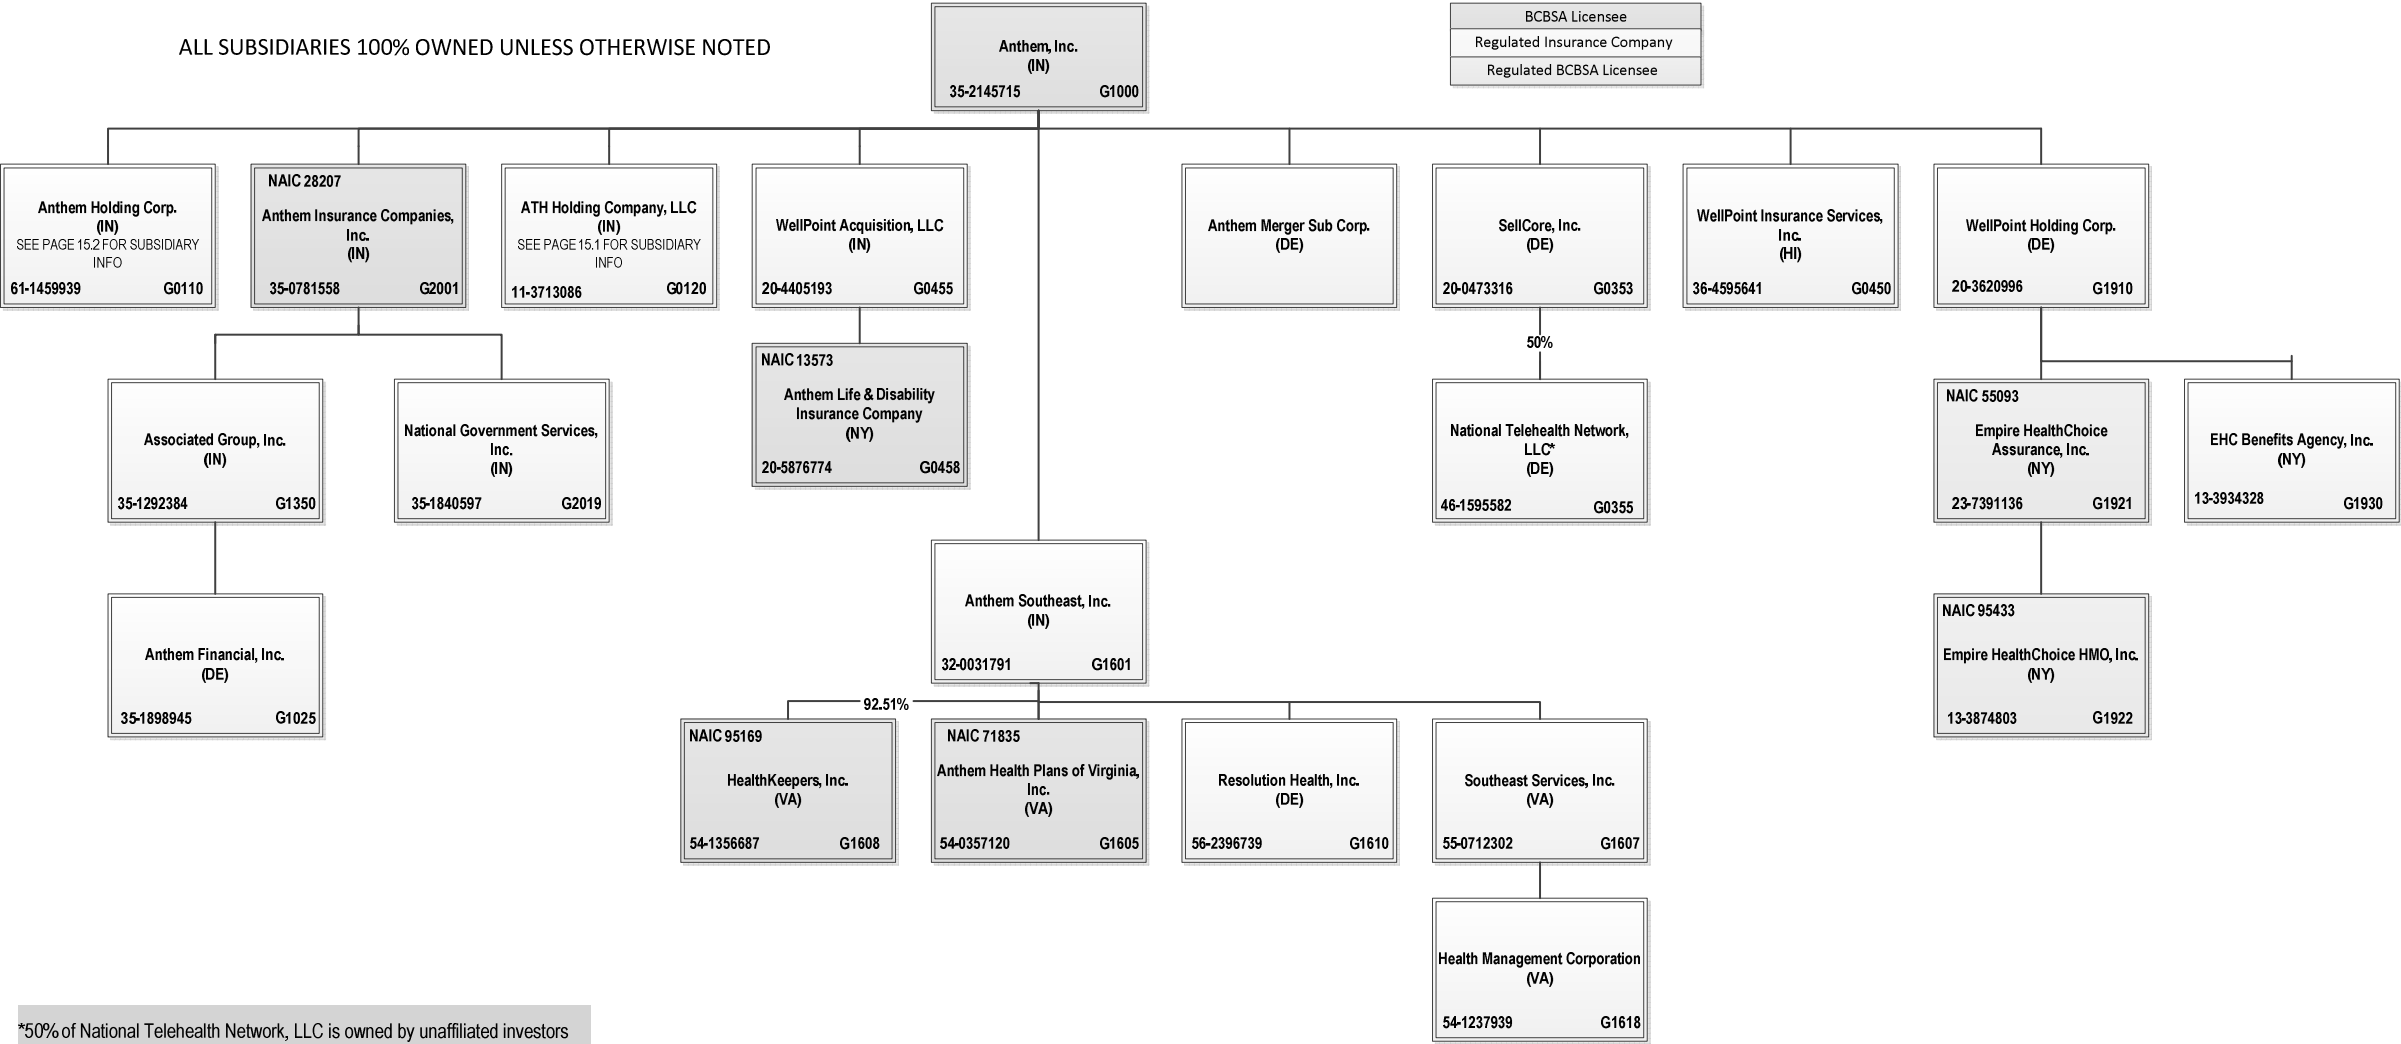 ALL SUBSIDIARIES 100% OWNED UNLESS OTHERWISE NOTED
Anthem, Inc.
(IN)
35-2145715 G1000
BCBSA Licensee
Regulated Insurance Company
Regulated BCBSA Licensee
Anthem Holding Corp.
(IN)
SEE PAGE 15.2 FOR SUBSIDIARY
INFO
61-1459939 G0110
NAIC 28207
Anthem Insurance Companies,
Inc.
(IN)
35-0781558 G2001
ATH Holding Company, LLC
(IN)
SEE PAGE 15.1 FOR SUBSIDIARY
INFO
11-3713086 G0120
WellPoint Acquisition, LLC
(IN)
20-4405193 G0455
Anthem Merger Sub Corp.
(DE)
SellCore, Inc.
(DE)
20-0473316 G0353
WellPoint Insurance Services,
Inc.
(HI)
36-4595641 G0450
WellPoint Holding Corp.
(DE)
20-3620996 G1910
50%
Associated Group, Inc.
(IN)
35-1292384 G1350
National Government Services,
Inc.
(IN)
35-1840597 G2019
NAIC 13573
Anthem Life & Disability
Insurance Company
(NY)
20-5876774 G0458
National Telehealth Network,
LLC*
(DE)
46-1595582 G0355
NAIC 55093
Empire HealthChoice
Assurance, Inc.
(NY)
23-7391136 G1921
EHC Benefits Agency, Inc.
(NY)
13-3934328 G1930
Anthem Financial, Inc.
(DE)
35-1898945 G1025
Anthem Southeast, Inc.
(IN)
32-0031791 G1601
NAIC 95433
Empire HealthChoice HMO, Inc.
(NY)
13-3874803 G1922
92.51%
NAIC 95169
HealthKeepers, Inc.
(VA)
54-1356687 G1608
NAIC 71835
Anthem Health Plans of Virginia,
Inc.
(VA)
54-0357120 G1605
Resolution Health, Inc.
(DE)
56-2396739 G1610
Southeast Services, Inc.
(VA)
55-0712302 G1607
Health Management Corporation
(VA)
54-1237939 G1618
*50% of National Telehealth Network, LLC is owned by unaffiliated investors